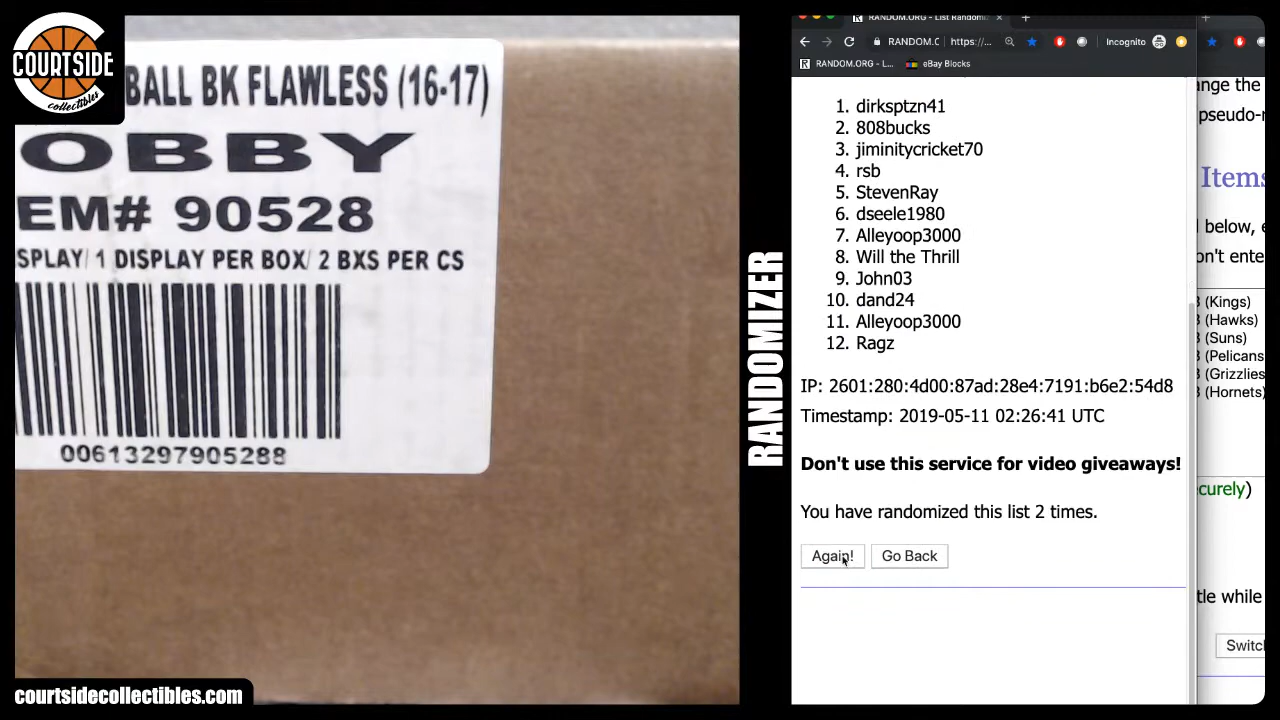 COURTSIDE
collectibles
BALL BK FLAWLESS (16-17)
OBBY
EM# 90528
SPLAY/ 1 DISPLAY PER BOX/ 2 BXS PER CS
00613297905288
courtsidecollectibles.com
RANDOMIZER
RANDOM.ORG - List Randomi
RANDOM.C
https://...
Incognito
RANDOM.ORG - L...
eBay Blocks
1. dirksptzn41
2. 808bucks
3. jiminitycricket70
4. rsb
5. StevenRay
6. dseele1980
7. Alleyoop3000
8. Will the Thrill
9. John03
10. dand24
11. Alleyoop3000
12. Ragz
IP: 2601:280:4d00:87ad:28e4:7191:b6e2:54d8
Timestamp: 2019-05-11 02:26:41 UTC
Don't use this service for video giveaways!
You have randomized this list 2 times.
Again! Go Back
ange the
pseudo-r
Items
below, e
on't ente
(Kings)
(Hawks)
(Suns)
(Pelicans
(Grizzlies
(Hornets)
curely)
tle while
Switc